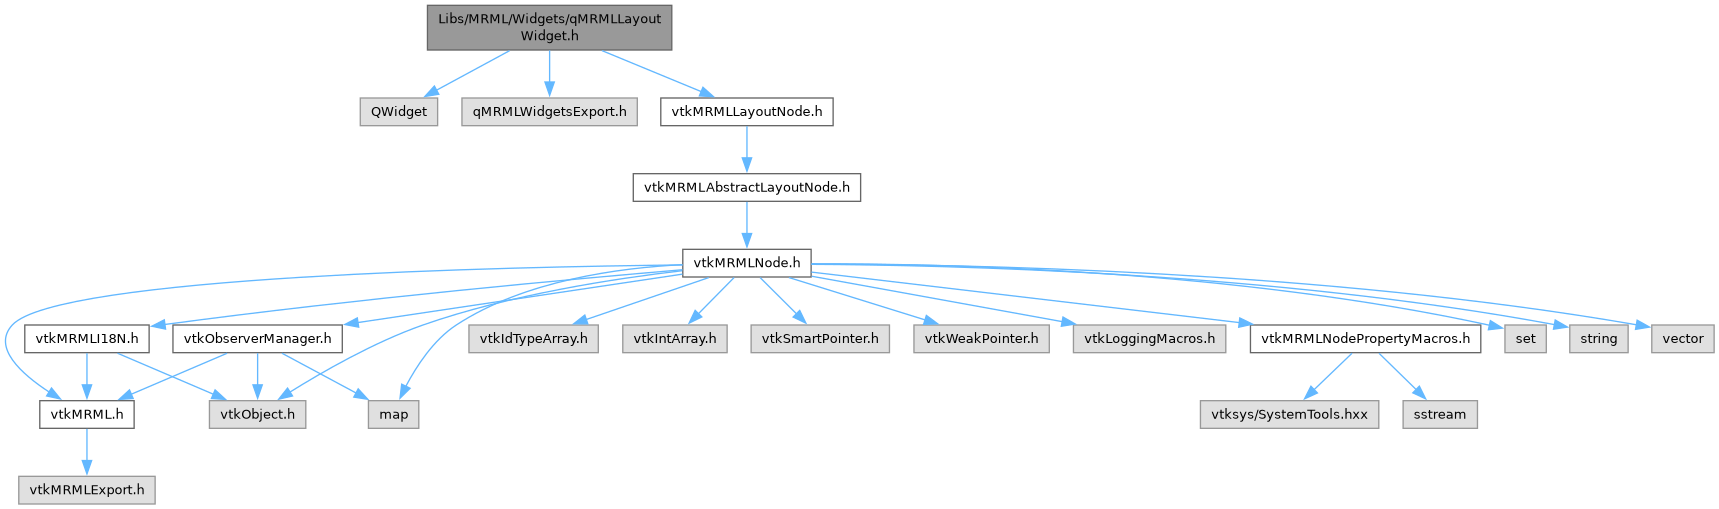 Libs/MRML/Widgets/qMRMLLayout
Widget.h
QWidget
qMRMLWidgetsExport.h
vtkMRMLLayoutNode.h
vtkMRMLAbstractLayoutNode.h
vtkMRMLNode.h
vtkMRMLI18N.h
vtkObserverManager.h
vtkIdTypeArray.h
vtkIntArray.h
vtkSmartPointer.h
vtkWeakPointer.h
vtkLoggingMacros.h
vtkMRMLNodePropertyMacros.h
set
string
vector
vtkMRML.h
vtkObject.h
map
vtksys/SystemTools.hxx
sstream
vtkMRMLExport.h